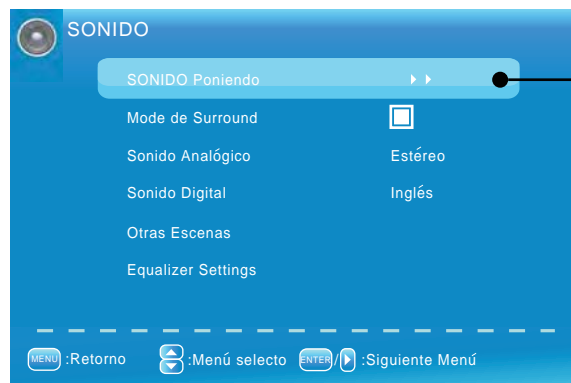 SONIDO
SONIDO Poniendo
Mode de Surround
Sonido Analógico Estéreo
Sonido Digital Inglés
Otras Escenas
Equalizer Settings
MENU :Retorno :Menú selecto ENTER / :Siguiente Menú